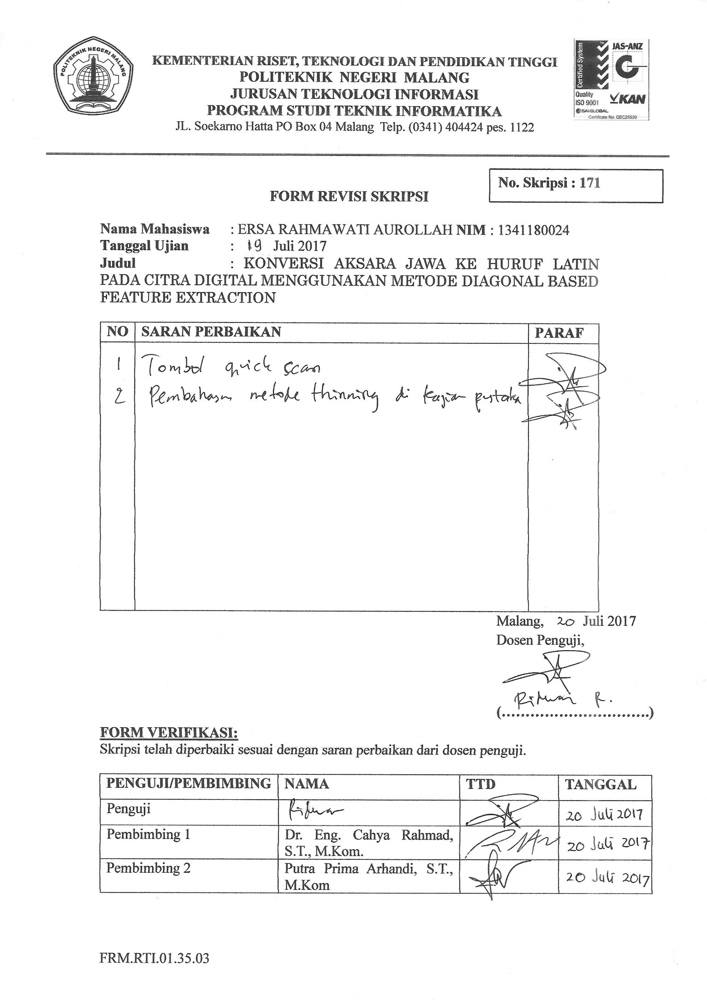 POLITEKNIK NEGERI MALANG
KEMENTERIAN RISET, TEKNOLOGI DAN PENDIDIKAN TINGGI
POLITEKNIK NEGERI MALANG
JURUSAN TEKNOLOGI INFORMASI
PROGRAM STUDI TEKNIK INFORMATIKA
JL. Soekarno Hatta PO Box 04 Malang Telp. (0341) 404424 pes. 1122
Certified System
JAS-ANZ
Quality
ISO 9001
KAN
SAI GLOBAL
Certificate No. QEC25539
No. Skripsi : 171
FORM REVISI SKRIPSI
Nama Mahasiswa : ERSA RAHMAWATI AUROLLAH NIM : 1341180024
Tanggal Ujian : 19 Juli 2017
Judul : KONVERSI AKSARA JAWA KE HURUF LATIN
PADA CITRA DIGITAL MENGGUNAKAN METODE DIAGONAL BASED
FEATURE EXTRACTION
NO SARAN PERBAIKAN PARAF
1 Tombol quick scan
2 Pembahasan metode thinning di kajian pustaka
Malang, 20 Juli 2017
Dosen Penguji,
Ridwan R.
(...............................)
FORM VERIFIKASI:
Skripsi telah diperbaiki sesuai dengan saran perbaikan dari dosen penguji.
PENGUJI/PEMBIMBING NAMA TTD TANGGAL
Penguji Ridwan 20 Juli 2017
Pembimbing 1 Dr. Eng. Cahya Rahmad, S.T., M.Kom. 20 Juli 2017
Pembimbing 2 Putra Prima Arhandi, S.T., M.Kom 20 Juli 2017
FRM.RTI.01.35.03